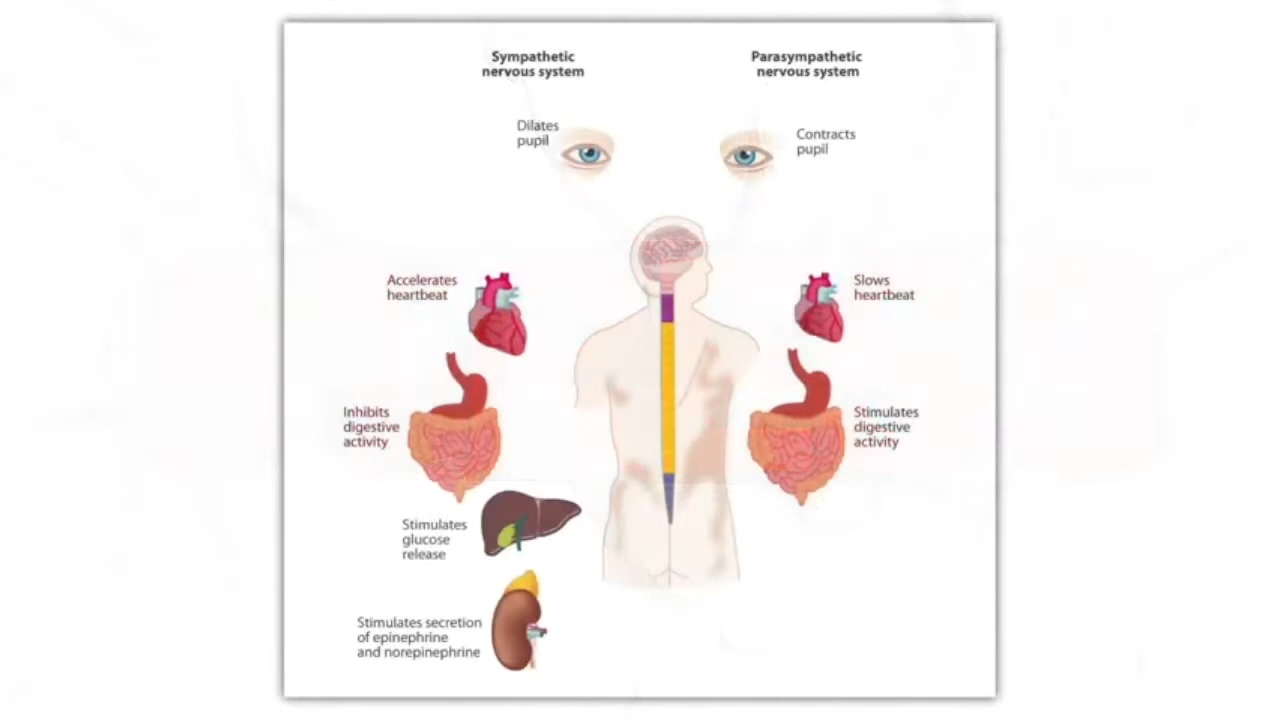 Sympathetic
nervous system
Parasympathetic
nervous system
Dilates
pupil
Contracts
pupil
Accelerates
heartbeat
Slows
heartbeat
Inhibits
digestive
activity
Stimulates
digestive
activity
Stimulates
glucose
release
Stimulates secretion
of epinephrine
and norepinephrine